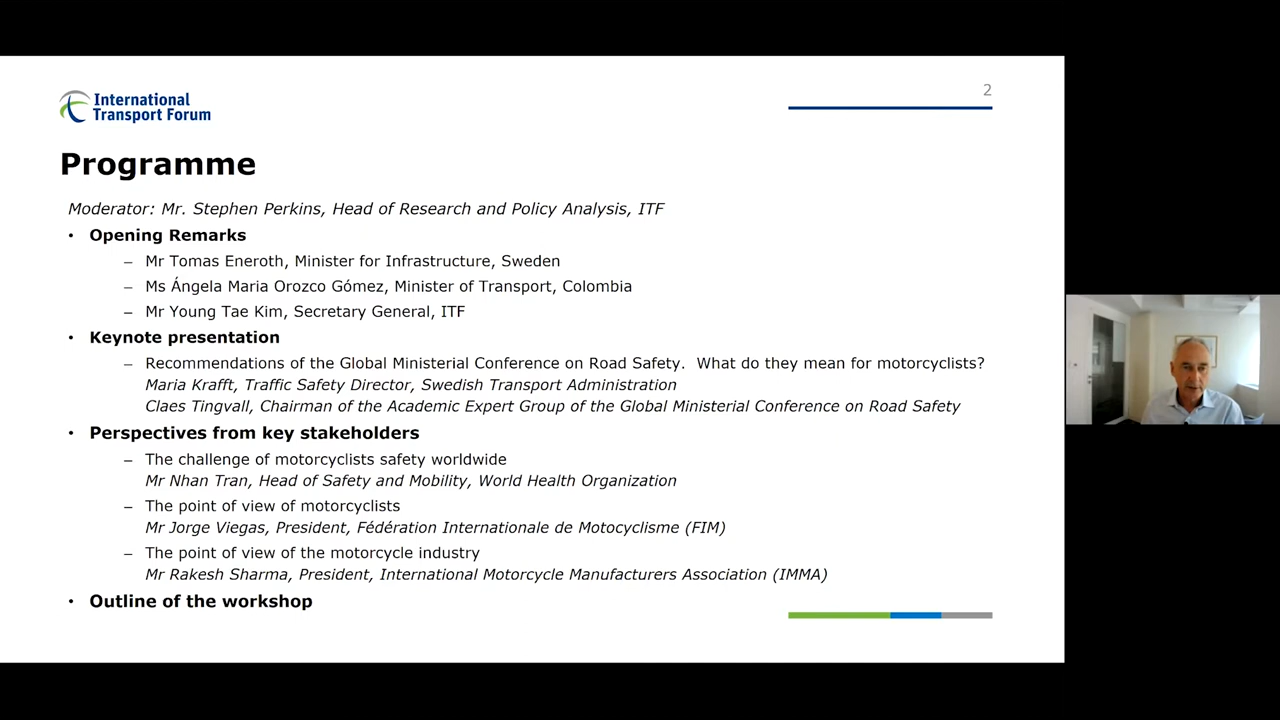 International
Transport Forum
2
Programme
Moderator: Mr. Stephen Perkins, Head of Research and Policy Analysis, ITF
• Opening Remarks
– Mr Tomas Eneroth, Minister for Infrastructure, Sweden
– Ms Ángela Maria Orozco Gómez, Minister of Transport, Colombia
– Mr Young Tae Kim, Secretary General, ITF
• Keynote presentation
– Recommendations of the Global Ministerial Conference on Road Safety. What do they mean for motorcyclists?
Maria Krafft, Traffic Safety Director, Swedish Transport Administration
Claes Tingvall, Chairman of the Academic Expert Group of the Global Ministerial Conference on Road Safety
• Perspectives from key stakeholders
– The challenge of motorcyclists safety worldwide
Mr Nhan Tran, Head of Safety and Mobility, World Health Organization
– The point of view of motorcyclists
Mr Jorge Viegas, President, Fédération Internationale de Motocyclisme (FIM)
– The point of view of the motorcycle industry
Mr Rakesh Sharma, President, International Motorcycle Manufacturers Association (IMMA)
• Outline of the workshop